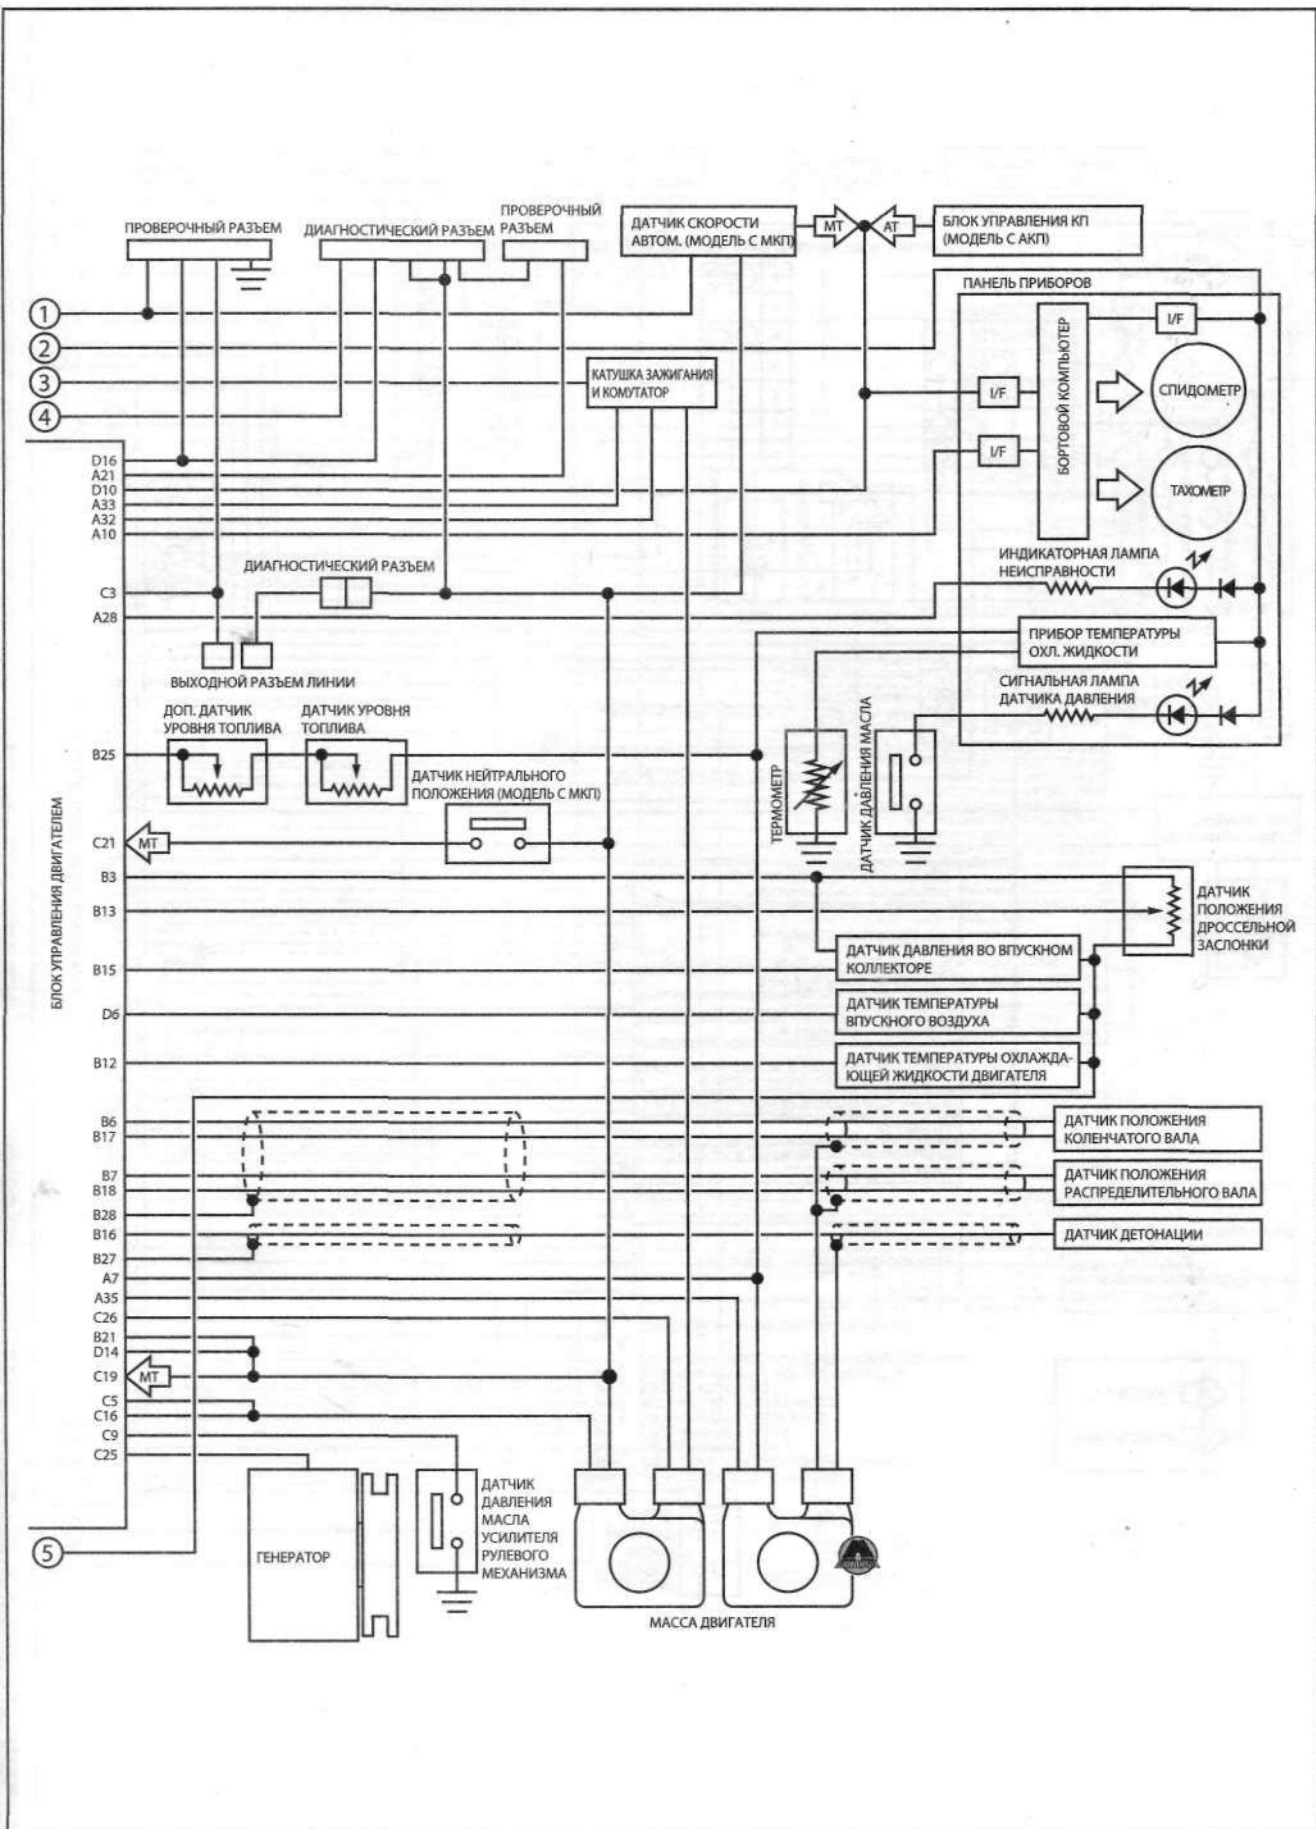 ПРОВЕРОЧНЫЙ РАЗЪЕМ
ДИАГНОСТИЧЕСКИЙ РАЗЪЕМ
ПРОВЕРОЧНЫЙ
РАЗЪЕМ
ДАТЧИК СКОРОСТИ
АВТОМ. (МОДЕЛЬ С МКП)
МТ
АТ
БЛОК УПРАВЛЕНИЯ КП
(МОДЕЛЬ С АКП)
ПАНЕЛЬ ПРИБОРОВ
1
2
3
4
I/F
БОРТОВОЙ КОМПЬЮТЕР
КАТУШКА ЗАЖИГАНИЯ
И КОМУТАТОР
I/F
СПИДОМЕТР
I/F
ТАХОМЕТР
D16
A21
D10
A33
A32
A10
ИНДИКАТОРНАЯ ЛАМПА
НЕИСПРАВНОСТИ
ДИАГНОСТИЧЕСКИЙ РАЗЪЕМ
C3
A28
ПРИБОР ТЕМПЕРАТУРЫ
ОХЛ. ЖИДКОСТИ
ВЫХОДНОЙ РАЗЪЕМ ЛИНИИ
СИГНАЛЬНАЯ ЛАМПА
ДАТЧИКА ДАВЛЕНИЯ
ДОП. ДАТЧИК
УРОВНЯ ТОПЛИВА
ДАТЧИК УРОВНЯ
ТОПЛИВА
B25
ДАТЧИК НЕЙТРАЛЬНОГО
ПОЛОЖЕНИЯ (МОДЕЛЬ С МКП)
ТЕРМОМЕТР
ДАТЧИК ДАВЛЕНИЯ МАСЛА
БЛОК УПРАВЛЕНИЯ ДВИГАТЕЛЕМ
C21
МТ
B3
B13
ДАТЧИК
ПОЛОЖЕНИЯ
ДРОССЕЛЬНОЙ
ЗАСЛОНКИ
B15
ДАТЧИК ДАВЛЕНИЯ ВО ВПУСКНОМ
КОЛЛЕКТОРЕ
D6
ДАТЧИК ТЕМПЕРАТУРЫ
ВПУСКНОГО ВОЗДУХА
B12
ДАТЧИК ТЕМПЕРАТУРЫ ОХЛАЖДА-
ЮЩЕЙ ЖИДКОСТИ ДВИГАТЕЛЯ
B6
B17
ДАТЧИК ПОЛОЖЕНИЯ
КОЛЕНЧАТОГО ВАЛА
B7
B18
ДАТЧИК ПОЛОЖЕНИЯ
РАСПРЕДЕЛИТЕЛЬНОГО ВАЛА
B28
B16
ДАТЧИК ДЕТОНАЦИИ
B27
A7
A35
C26
B21
D14
C19
МТ
C5
C16
C9
C25
5
ГЕНЕРАТОР
ДАТЧИК
ДАВЛЕНИЯ
МАСЛА
УСИЛИТЕЛЯ
РУЛЕВОГО
МЕХАНИЗМА
МАССА ДВИГАТЕЛЯ